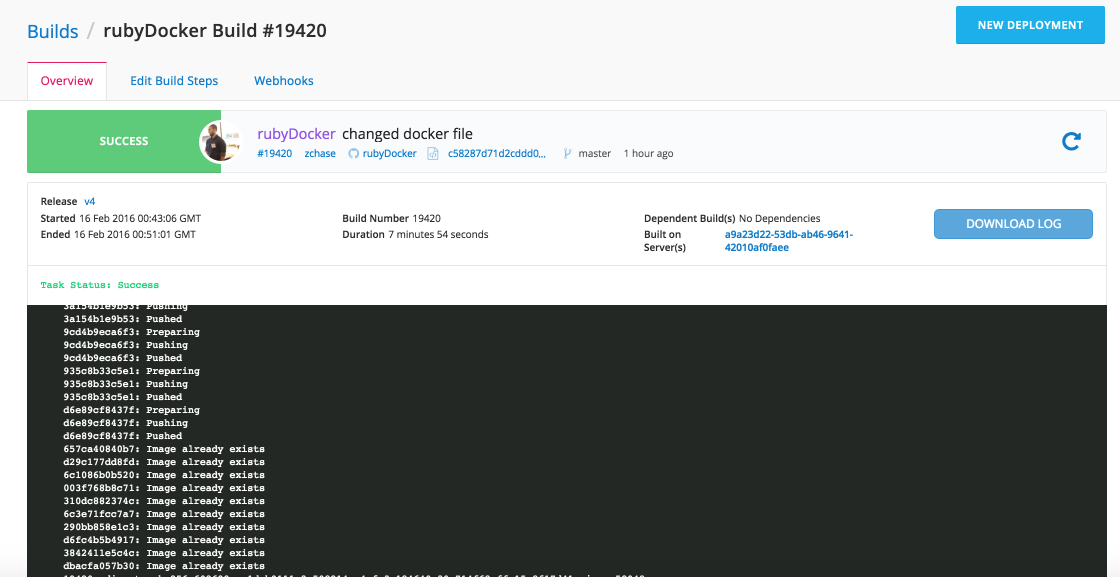 Builds / rubyDocker Build #19420
NEW DEPLOYMENT
Overview Edit Build Steps Webhooks
SUCCESS
rubyDocker changed docker file
#19420 zchase rubyDocker c58287d71d2cddd0... master 1 hour ago
Release v4
Started 16 Feb 2016 00:43:06 GMT
Ended 16 Feb 2016 00:51:01 GMT
Build Number 19420
Duration 7 minutes 54 seconds
Dependent Build(s) No Dependencies
Built on Server(s) a9a23d22-53db-ab46-9641-
42010af0faee
DOWNLOAD LOG
Task Status: Success
3a154b1e9b53: Pushing
3a154b1e9b53: Pushed
9cd4b9eca6f3: Preparing
9cd4b9eca6f3: Pushing
9cd4b9eca6f3: Pushed
935c8b33c5e1: Preparing
935c8b33c5e1: Pushing
935c8b33c5e1: Pushed
d6e89cf8437f: Preparing
d6e89cf8437f: Pushing
d6e89cf8437f: Pushed
657ca40840b7: Image already exists
d29c177dd8fd: Image already exists
6c1086b0b520: Image already exists
003f768b8c71: Image already exists
310dc882374c: Image already exists
6c3e71fcc7a7: Image already exists
290bb858e1c3: Image already exists
d6fc4b5b4917: Image already exists
3842411e5c4c: Image already exists
dbacfa057b30: Image already exists